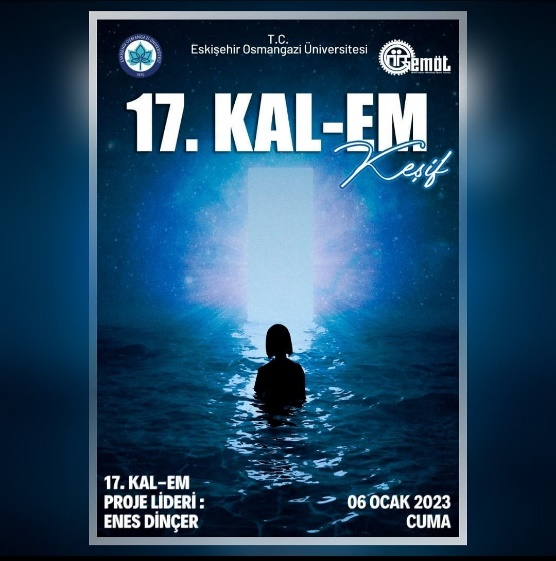 T.C.
Eskişehir Osmangazi Üniversitesi
emöt
17. KAL-EM
Keşif
17. KAL-EM
PROJE LİDERİ :
ENES DİNÇER
06 OCAK 2023
CUMA